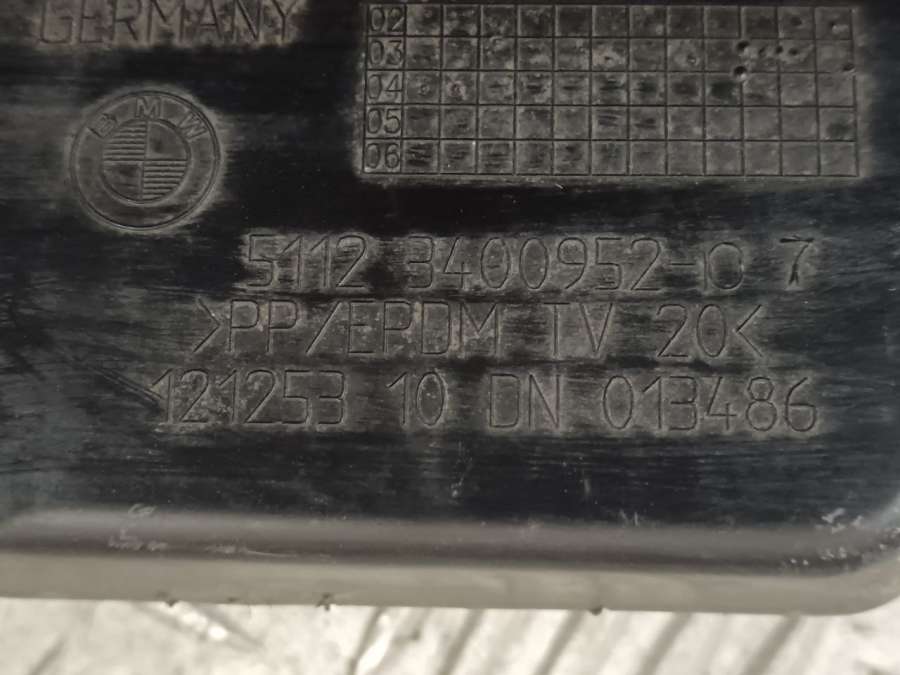 GERMANY
02
03
04
05
06
BMW
5112 3400952-10 7
>PP/EPDM TV 20<
121253 10 DN 013486